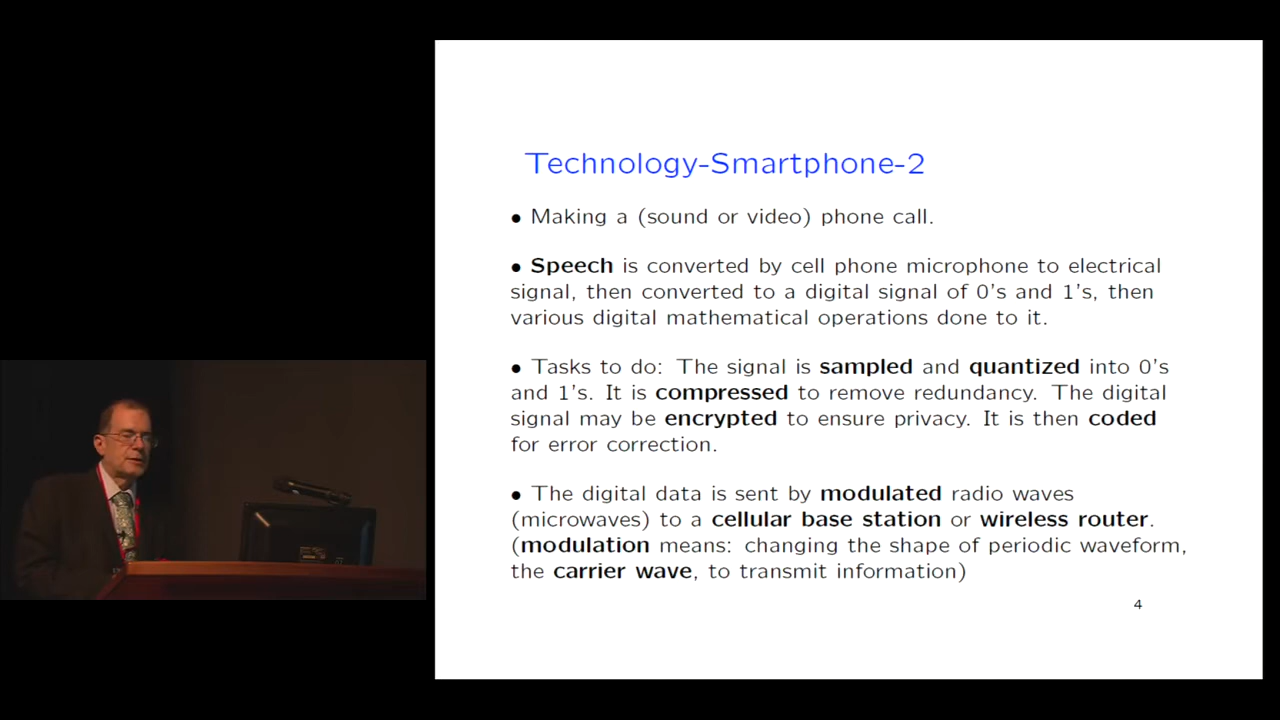 Technology-Smartphone-2
• Making a (sound or video) phone call.
• Speech is converted by cell phone microphone to electrical
signal, then converted to a digital signal of 0's and 1's, then
various digital mathematical operations done to it.
• Tasks to do: The signal is sampled and quantized into 0's
and 1's. It is compressed to remove redundancy. The digital
signal may be encrypted to ensure privacy. It is then coded
for error correction.
• The digital data is sent by modulated radio waves
(microwaves) to a cellular base station or wireless router.
(modulation means: changing the shape of periodic waveform,
the carrier wave, to transmit information)
4